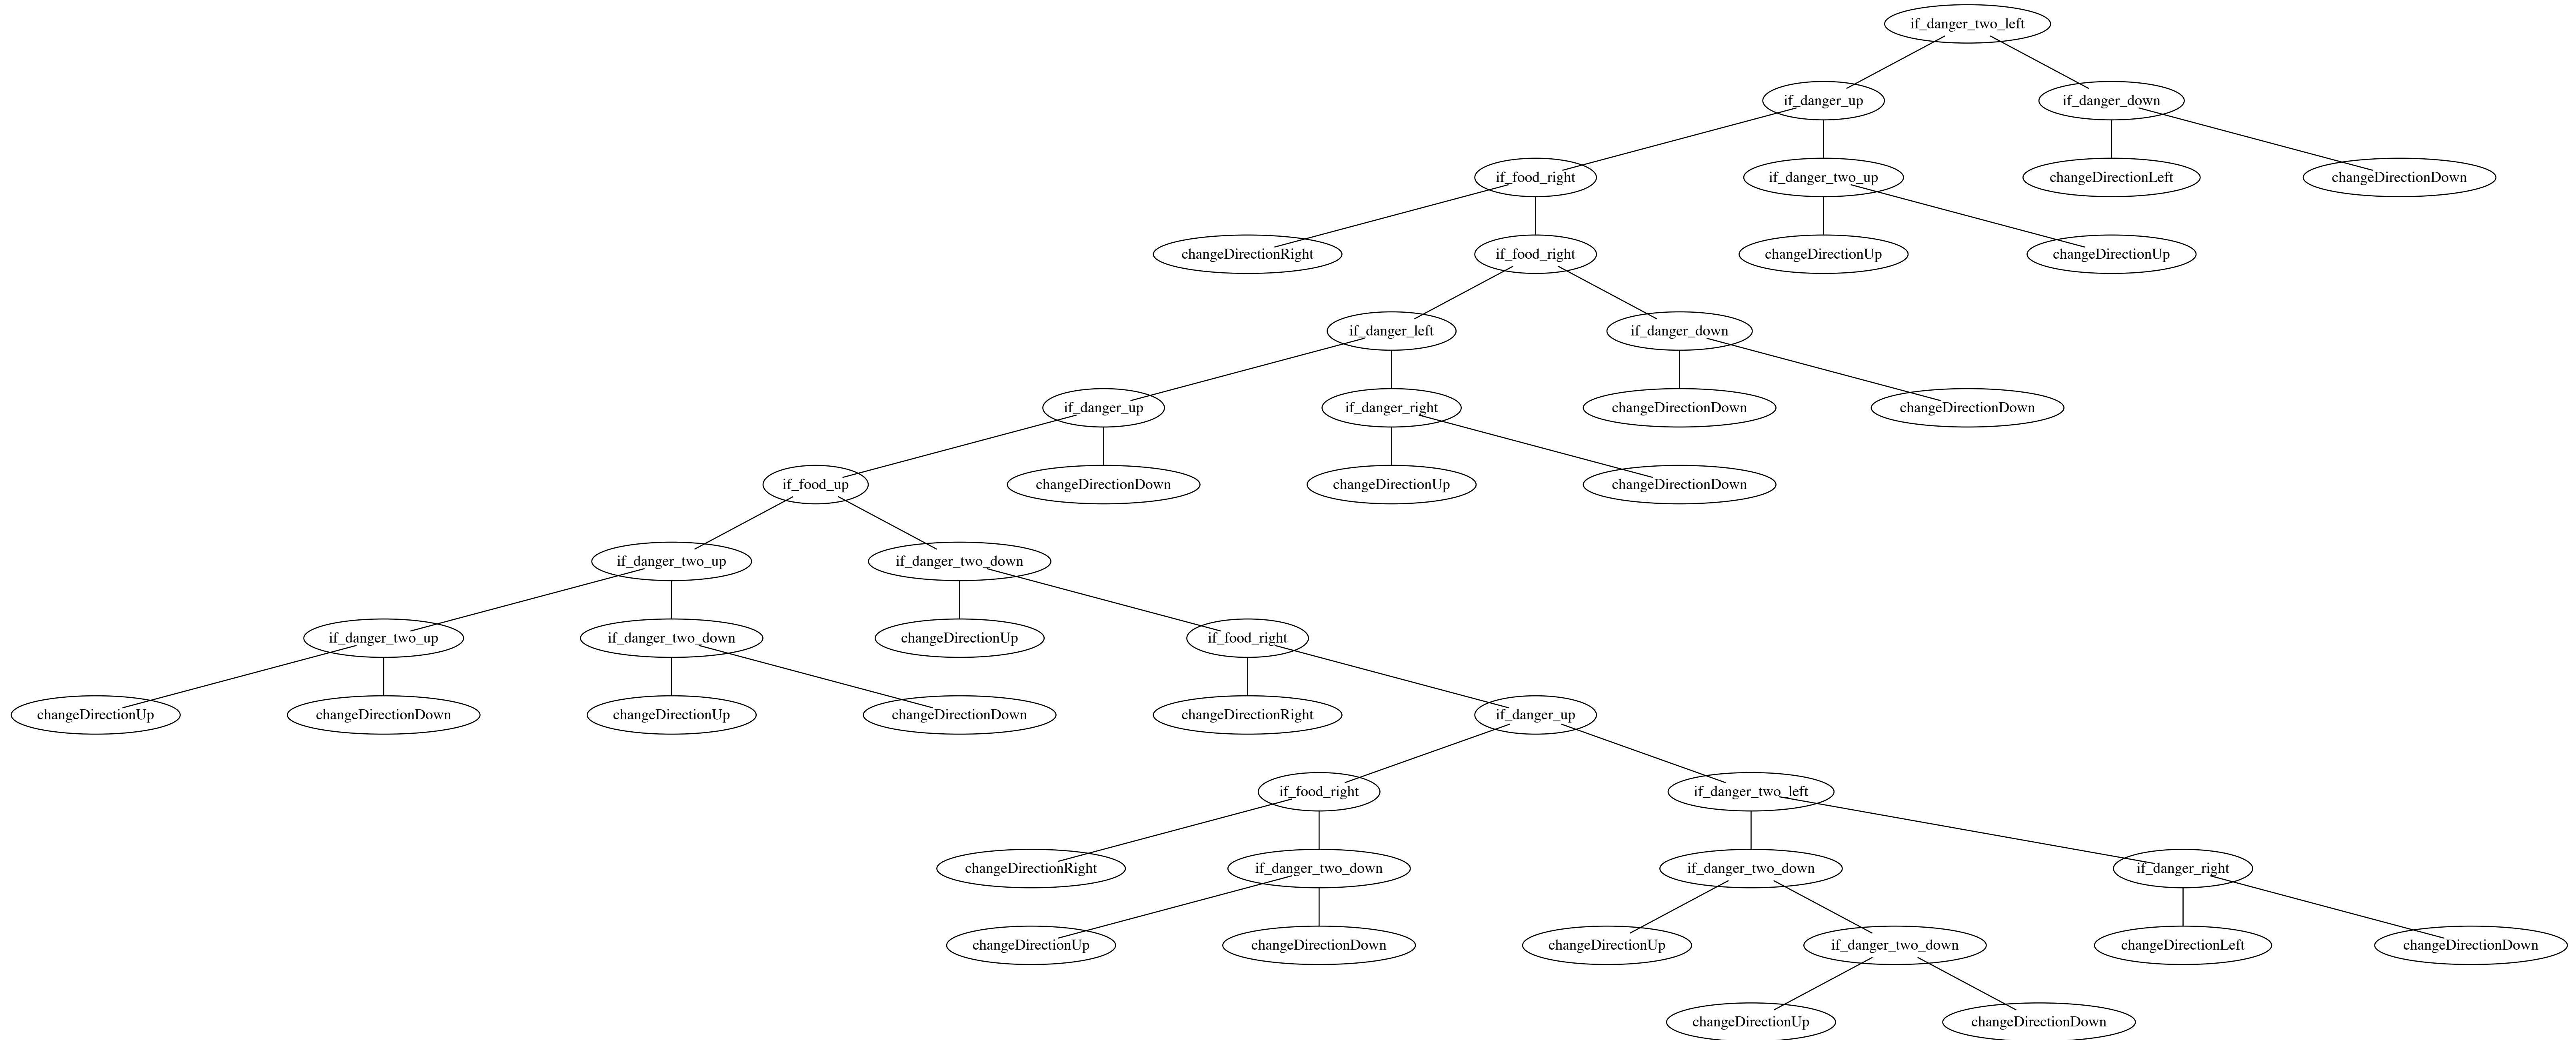 if_danger_two_left
if_danger_up
if_danger_down
if_food_right
if_danger_two_up
changeDirectionLeft
changeDirectionDown
changeDirectionRight
if_food_right
changeDirectionUp
changeDirectionUp
if_danger_left
if_danger_down
if_danger_up
if_danger_right
changeDirectionDown
changeDirectionDown
if_food_up
changeDirectionDown
changeDirectionUp
changeDirectionDown
if_danger_two_up
if_danger_two_down
if_danger_two_up
if_danger_two_down
changeDirectionUp
if_food_right
changeDirectionUp
changeDirectionDown
changeDirectionUp
changeDirectionDown
changeDirectionRight
if_danger_up
if_food_right
if_danger_two_left
changeDirectionRight
if_danger_two_down
if_danger_two_down
if_danger_right
changeDirectionUp
changeDirectionDown
changeDirectionUp
if_danger_two_down
changeDirectionLeft
changeDirectionDown
changeDirectionUp
changeDirectionDown